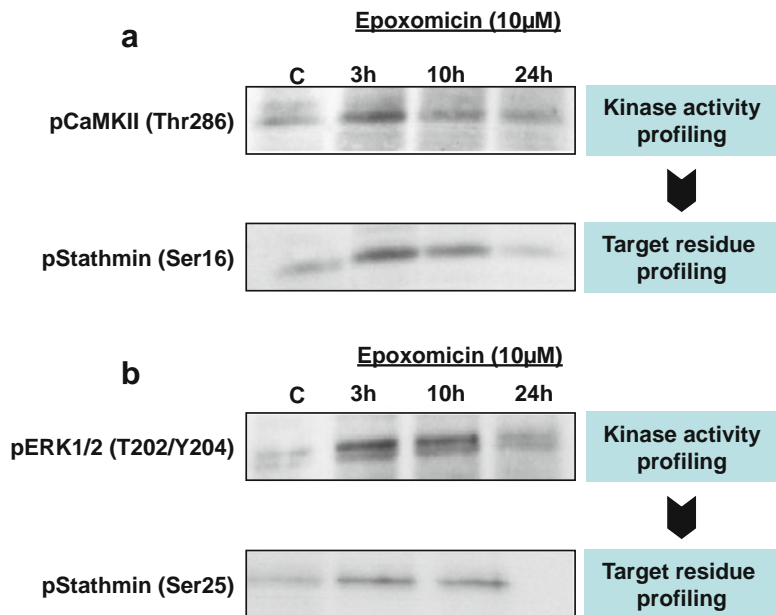 a
Epoxomicin (10µM)
C 3h 10h 24h
pCaMKII (Thr286)
Kinase activity
profiling
pStathmin (Ser16)
Target residue
profiling
b
Epoxomicin (10µM)
C 3h 10h 24h
pERK1/2 (T202/Y204)
Kinase activity
profiling
pStathmin (Ser25)
Target residue
profiling